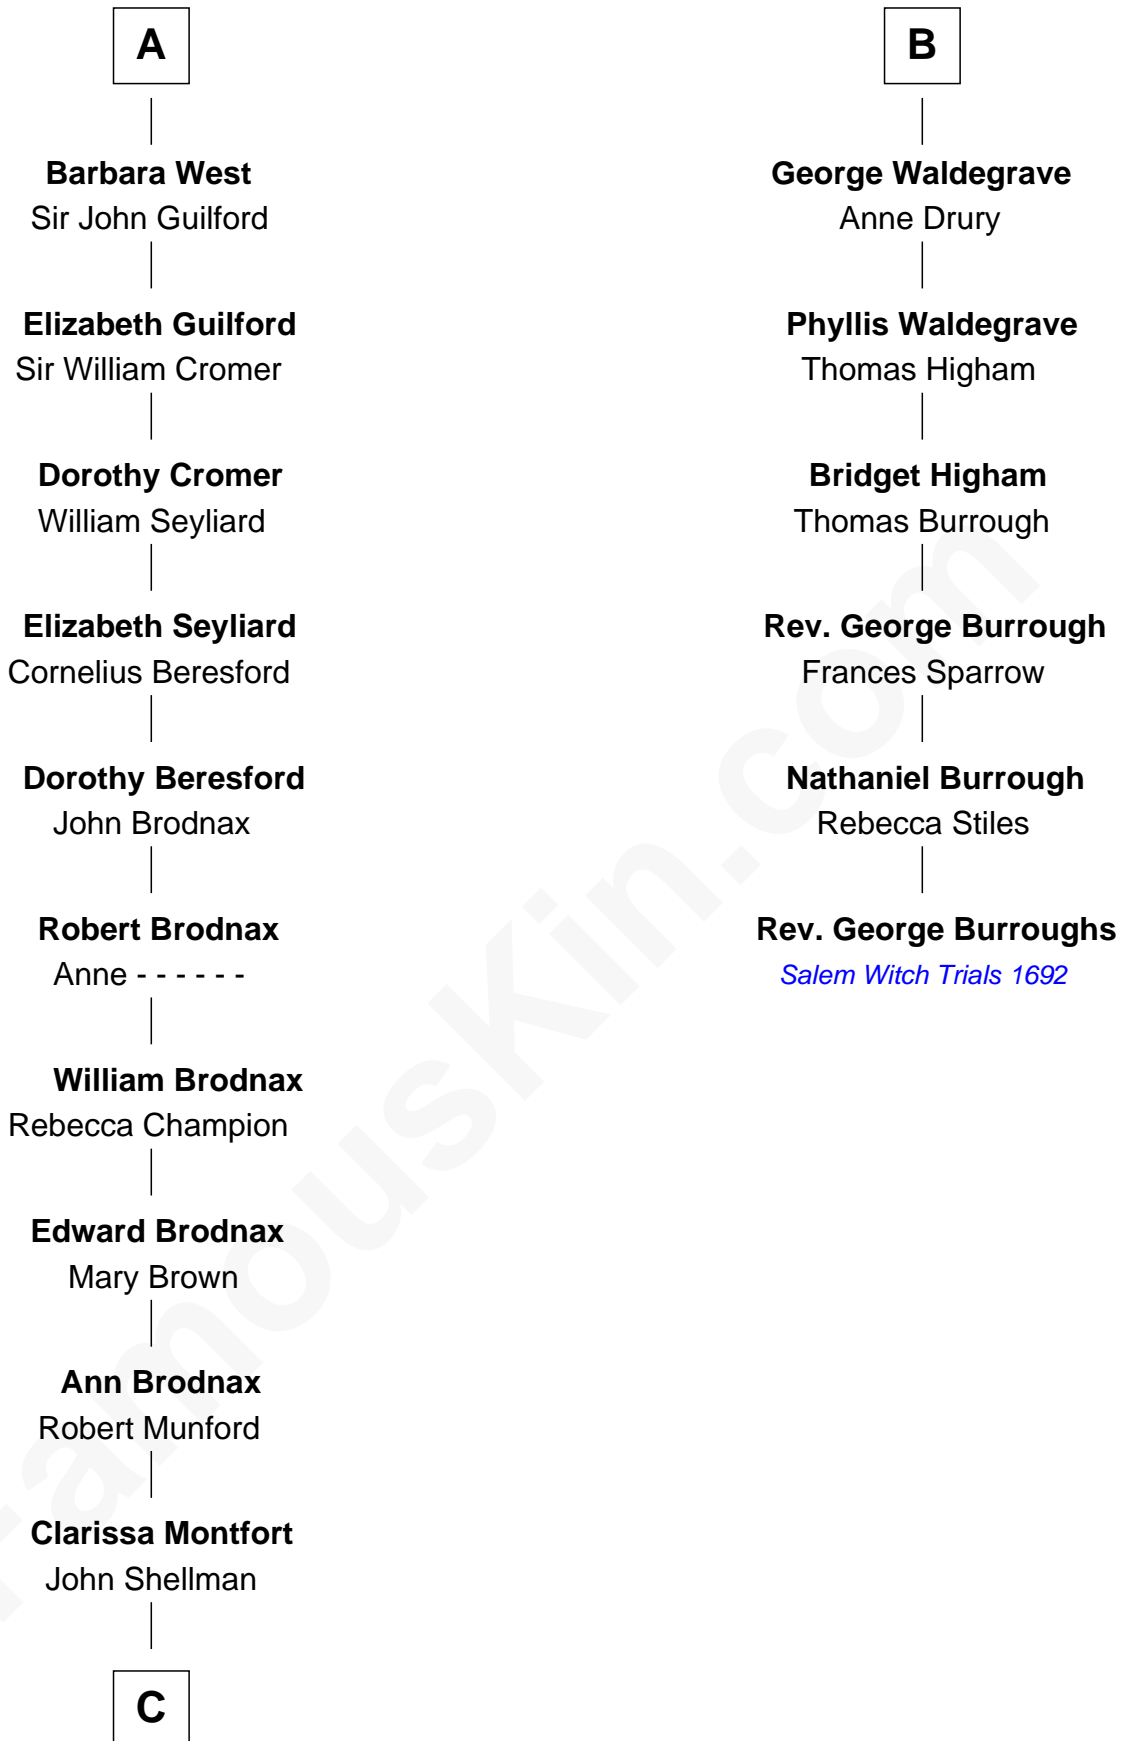 A
Barbara West
Sir John Guilford
Elizabeth Guilford
Sir William Cromer
Dorothy Cromer
William Seyliard
Elizabeth Seyliard
Cornelius Beresford
Dorothy Beresford
John Brodnax
Robert Brodnax
Anne - - - - - -
William Brodnax
Rebecca Champion
Edward Brodnax
Mary Brown
Ann Brodnax
Robert Munford
Clarissa Montfort
John Shellman
C
B
George Waldegrave
Anne Drury
Phyllis Waldegrave
Thomas Higham
Bridget Higham
Thomas Burrough
Rev. George Burrough
Frances Sparrow
Nathaniel Burrough
Rebecca Stiles
Rev. George Burroughs
Salem Witch Trials 1692
FamousKin.com